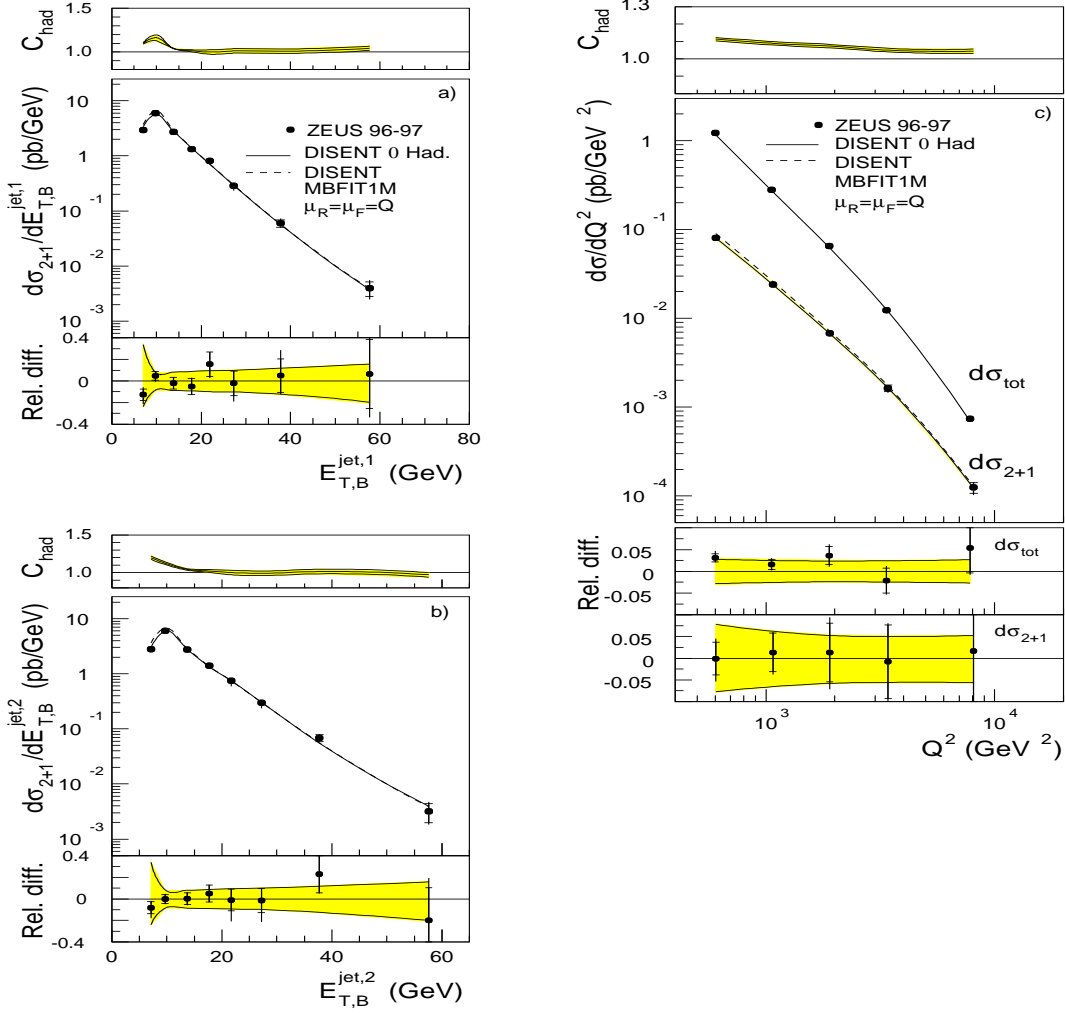 C_had
1.5
1.0
a)
dσ_2+1/dE_T,B^jet,1 (pb/GeV)
10
1
10^-1
10^-2
10^-3
ZEUS 96-97
DISENT 0 Had.
DISENT
MBFIT1M
μ_R=μ_F=Q
Rel. diff.
0.4
0
-0.4
0 20 40 60 80
E_T,B^jet,1 (GeV)
C_had
1.5
1.0
b)
dσ_2+1/dE_T,B^jet,2 (pb/GeV)
10
1
10^-1
10^-2
10^-3
Rel. diff.
0.4
0
-0.4
0 20 40 60
E_T,B^jet,2 (GeV)
C_had
1.3
1.0
c)
dσ/dQ^2 (pb/GeV^2)
1
10^-1
10^-2
10^-3
10^-4
ZEUS 96-97
DISENT 0 Had
DISENT
MBFIT1M
μ_R=μ_F=Q
dσ_tot
dσ_2+1
Rel. diff.
0.05
0
-0.05
dσ_tot
0.05
0
-0.05
dσ_2+1
10^3 10^4
Q^2 (GeV^2)